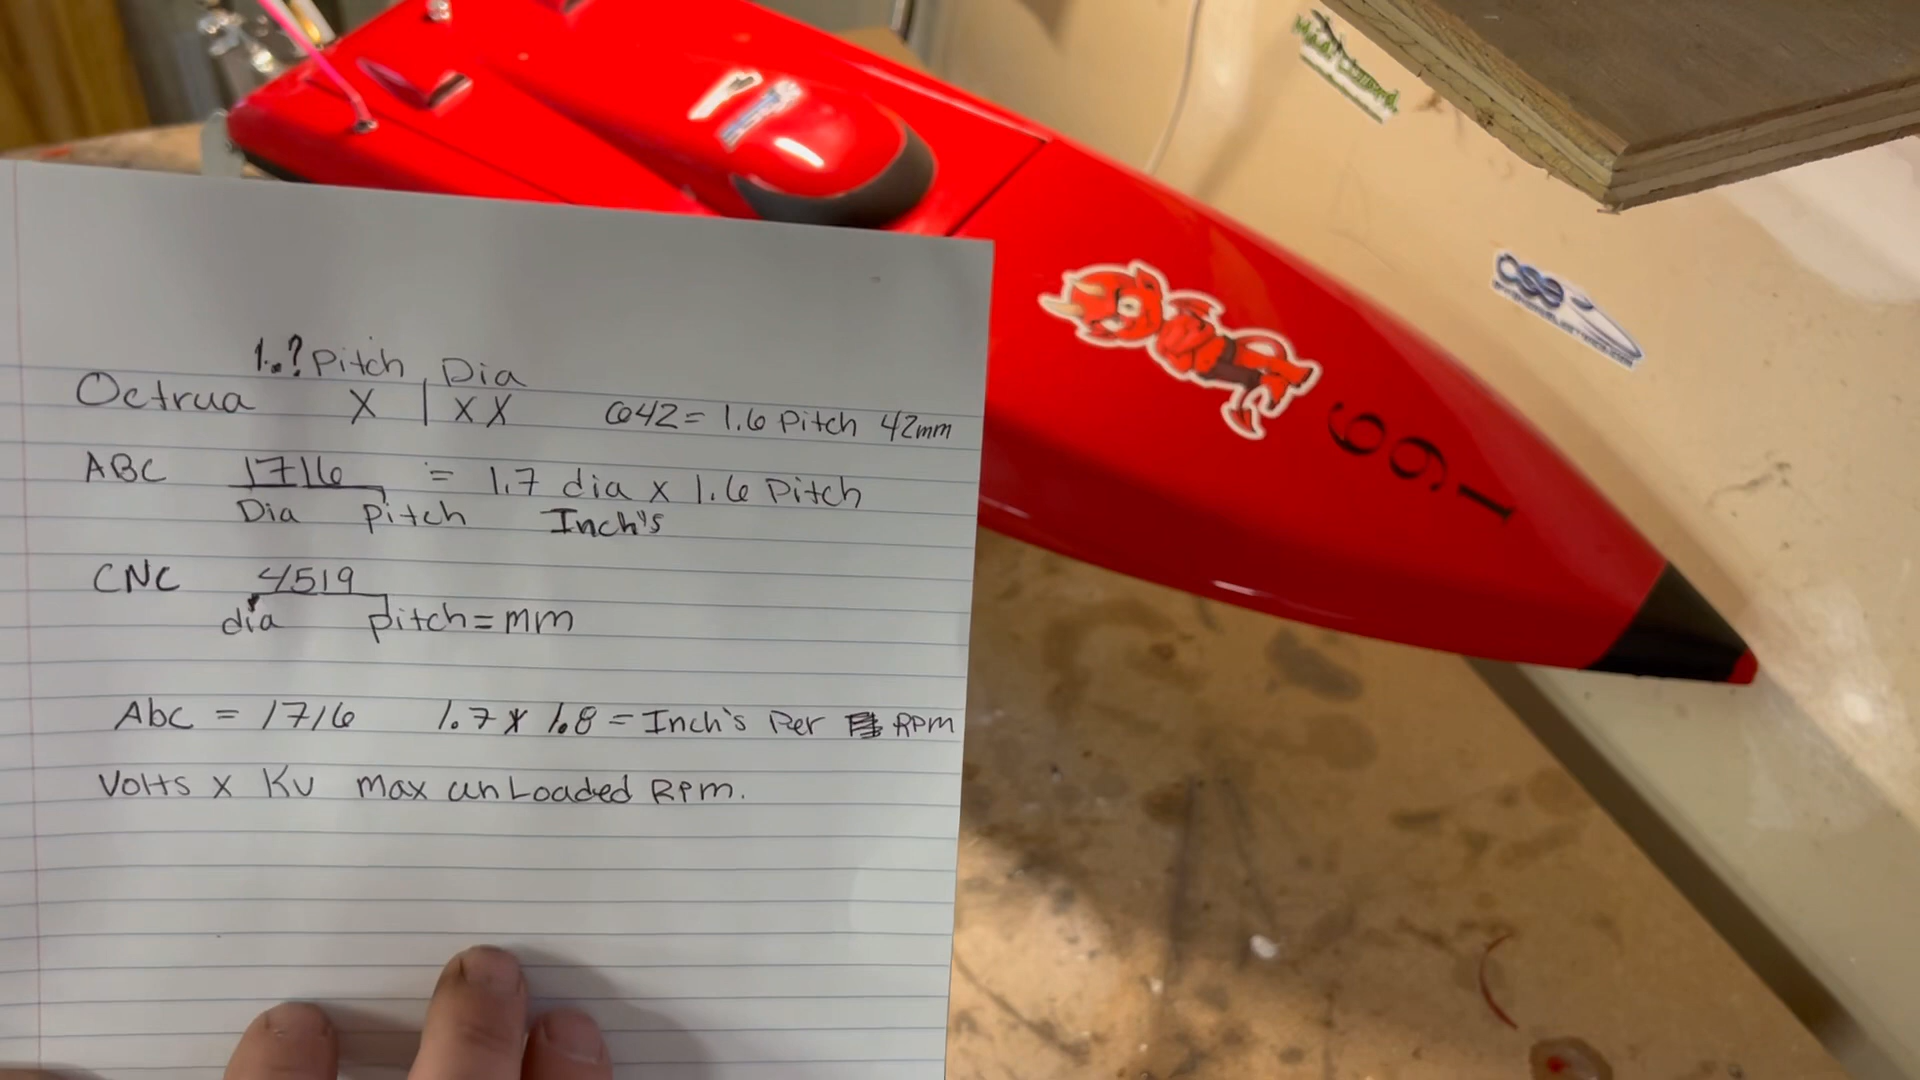 1.? Pitch Dia
Octrua X | XX 642 = 1.6 Pitch 42mm
ABC 1716 = 1.7 dia x 1.6 Pitch
Dia pitch Inch's
CNC 4519
dia pitch = mm
Abc = 1716 1.7 x 1.8 = Inch's Per RPM
Volts x KV Max unLoaded RPM.
166
OSE